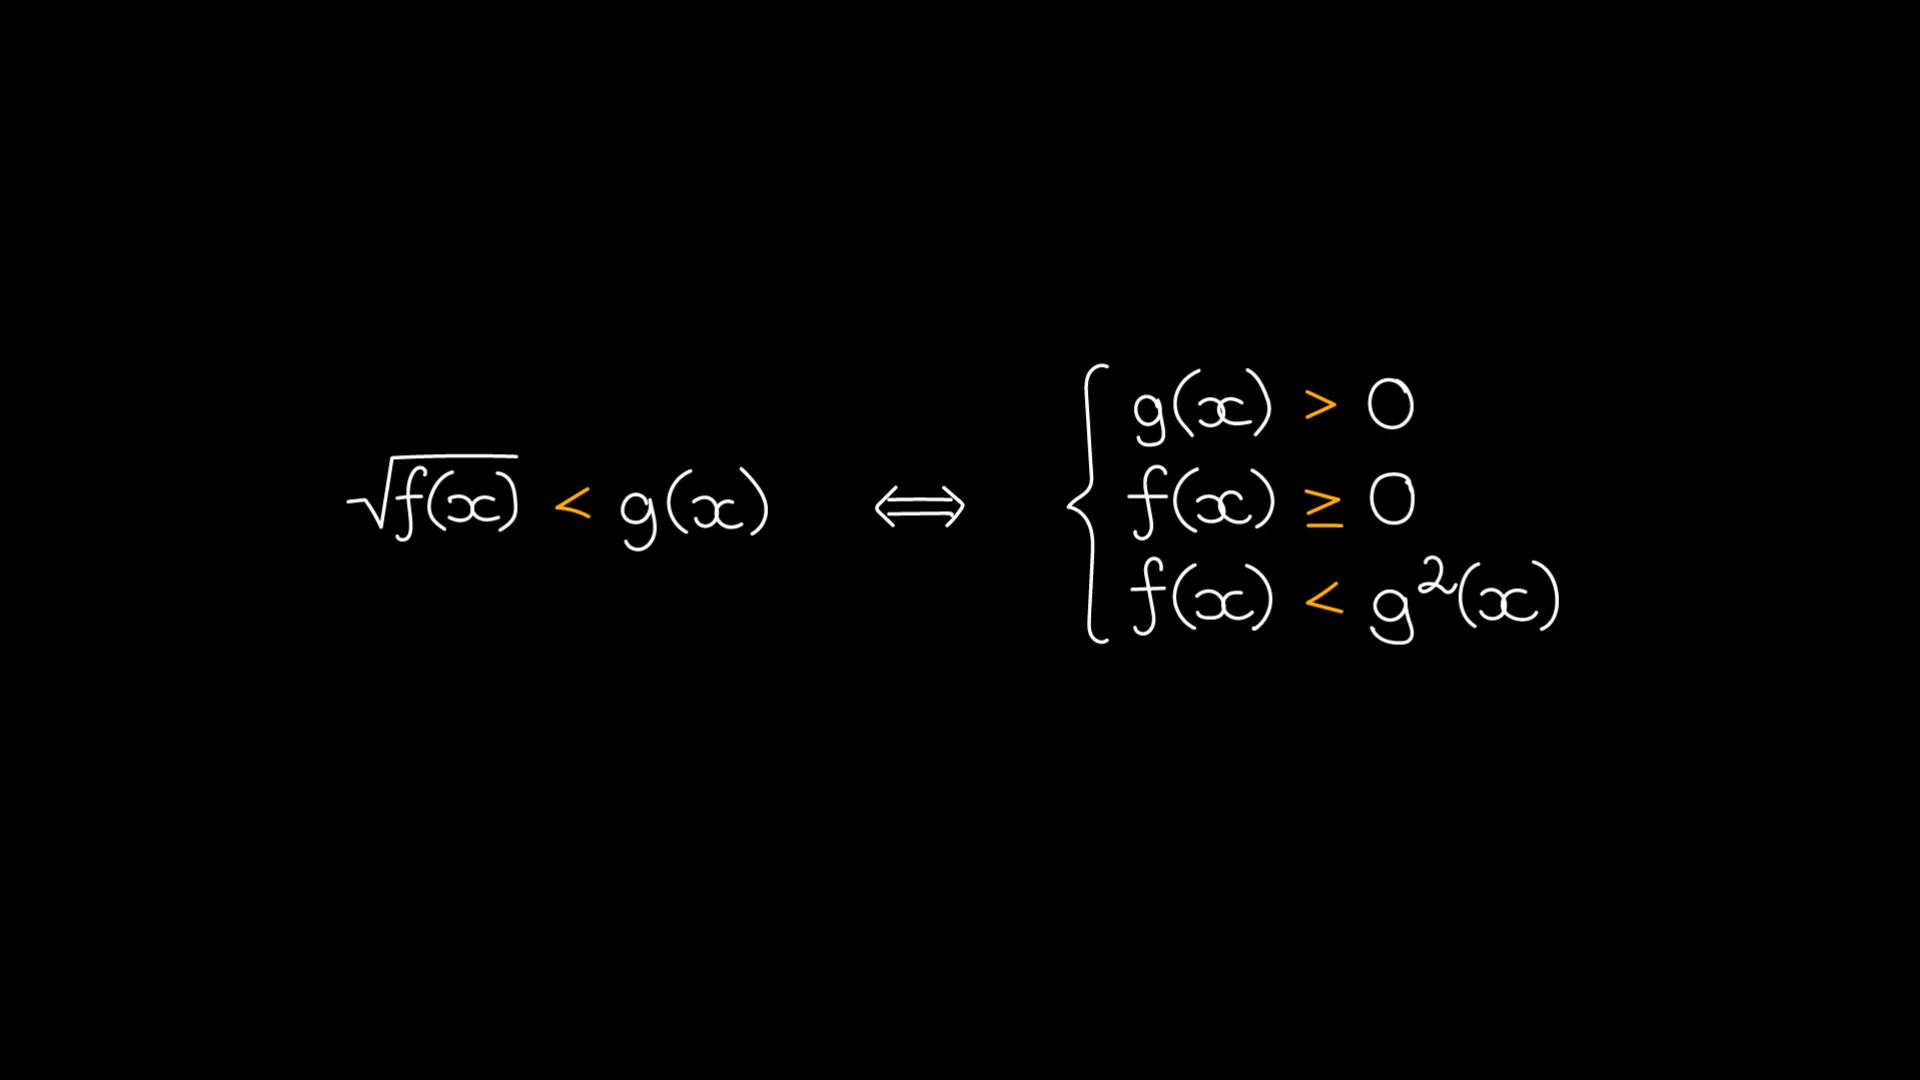 √f(x) < g(x) ⟺ { g(x) > 0
f(x) ≥ 0
f(x) < g²(x)